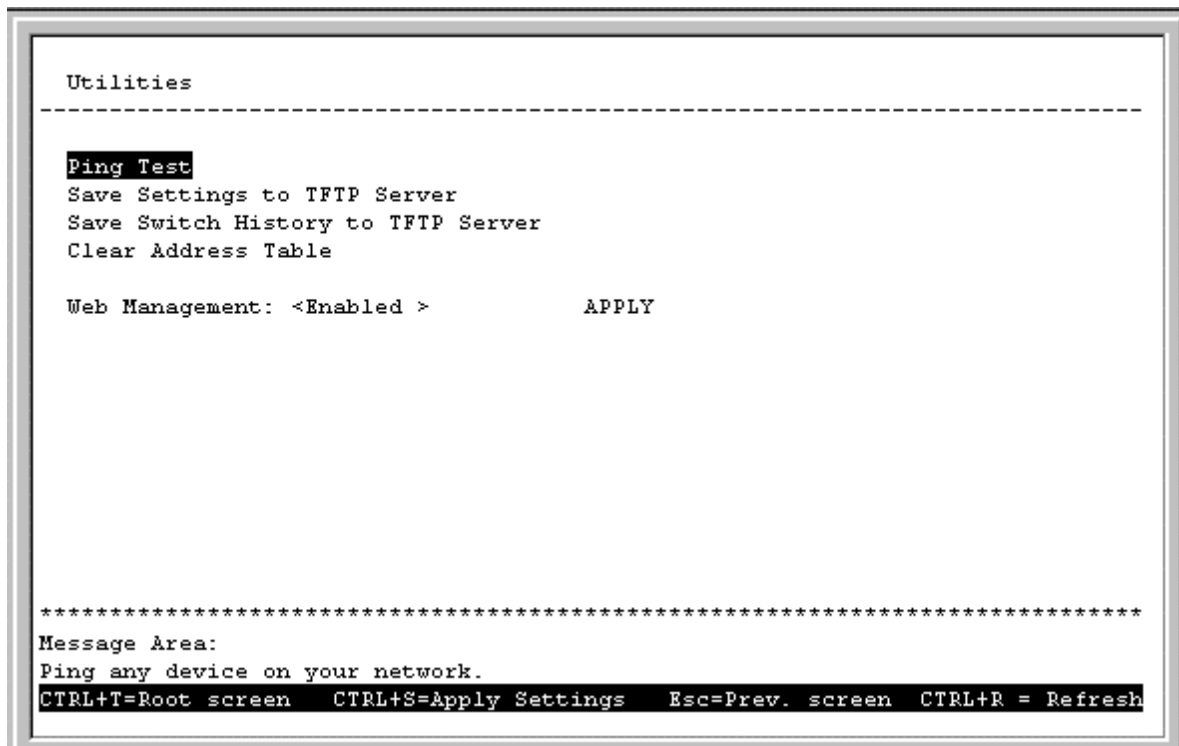 Utilities
-------------------------------------------------------------------------------
Ping Test
Save Settings to TFTP Server
Save Switch History to TFTP Server
Clear Address Table
Web Management: <Enabled > APPLY
*******************************************************************************
Message Area:
Ping any device on your network.
CTRL+T=Root screen CTRL+S=Apply Settings Esc=Prev. screen CTRL+R = Refresh